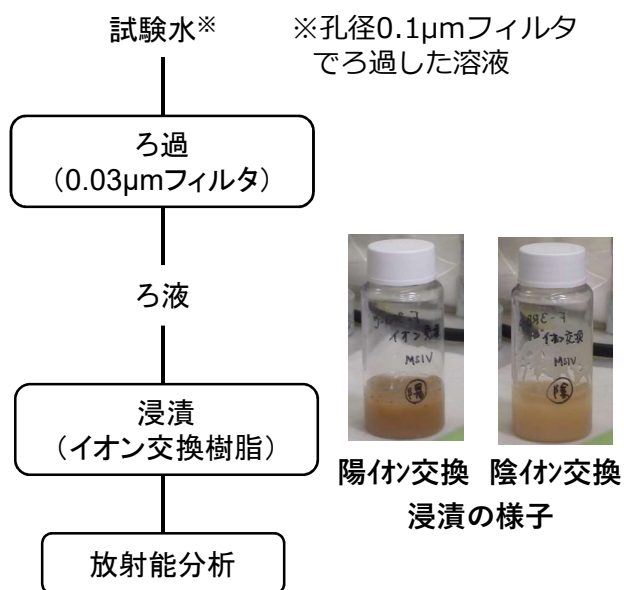 試験水※
※孔径0.1μmフィルタ
でろ過した溶液
ろ過
（0.03μmフィルタ）
ろ液
浸漬
（イオン交換樹脂）
放射能分析
イオン交換
MSIV
陽
イオン交換
MSIV
陰
陽イオン交換 陰イオン交換
浸漬の様子